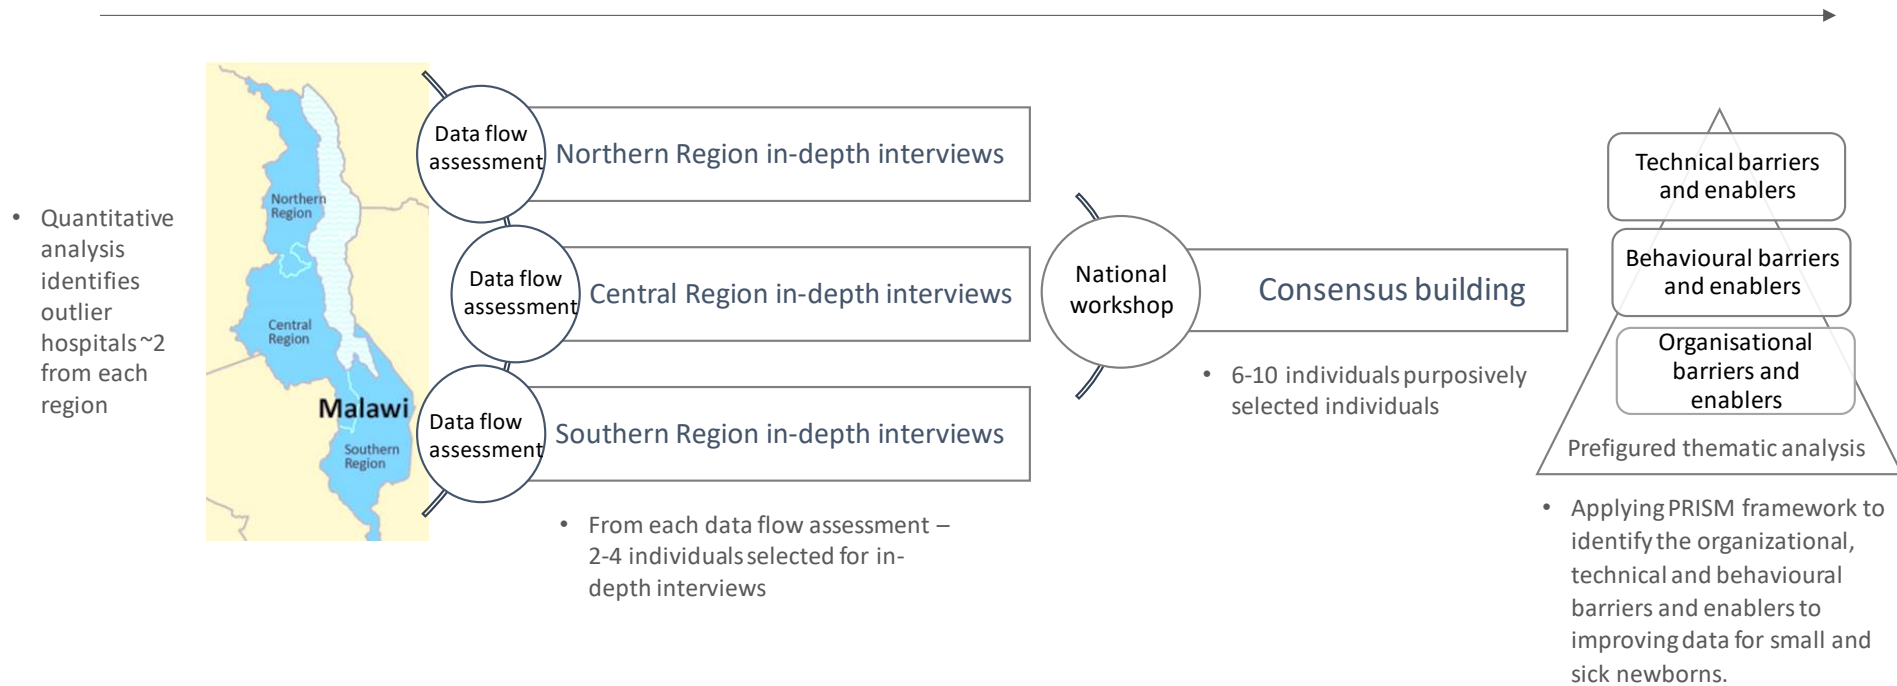 • Quantitative
analysis
identifies
outlier
hospitals ~2
from each
region
Northern
Region
Central
Region
Malawi
Southern
Region
Data flow
assessment
Northern Region in-depth interviews
Data flow
assessment
Central Region in-depth interviews
Data flow
assessment
Southern Region in-depth interviews
• From each data flow assessment –
2-4 individuals selected for in-
depth interviews
National
workshop
Consensus building
• 6-10 individuals purposively
selected individuals
Technical barriers
and enablers
Behavioural barriers
and enablers
Organisational
barriers and
enablers
Prefigured thematic analysis
• Applying PRISM framework to
identify the organizational,
technical and behavioural
barriers and enablers to
improving data for small and
sick newborns.